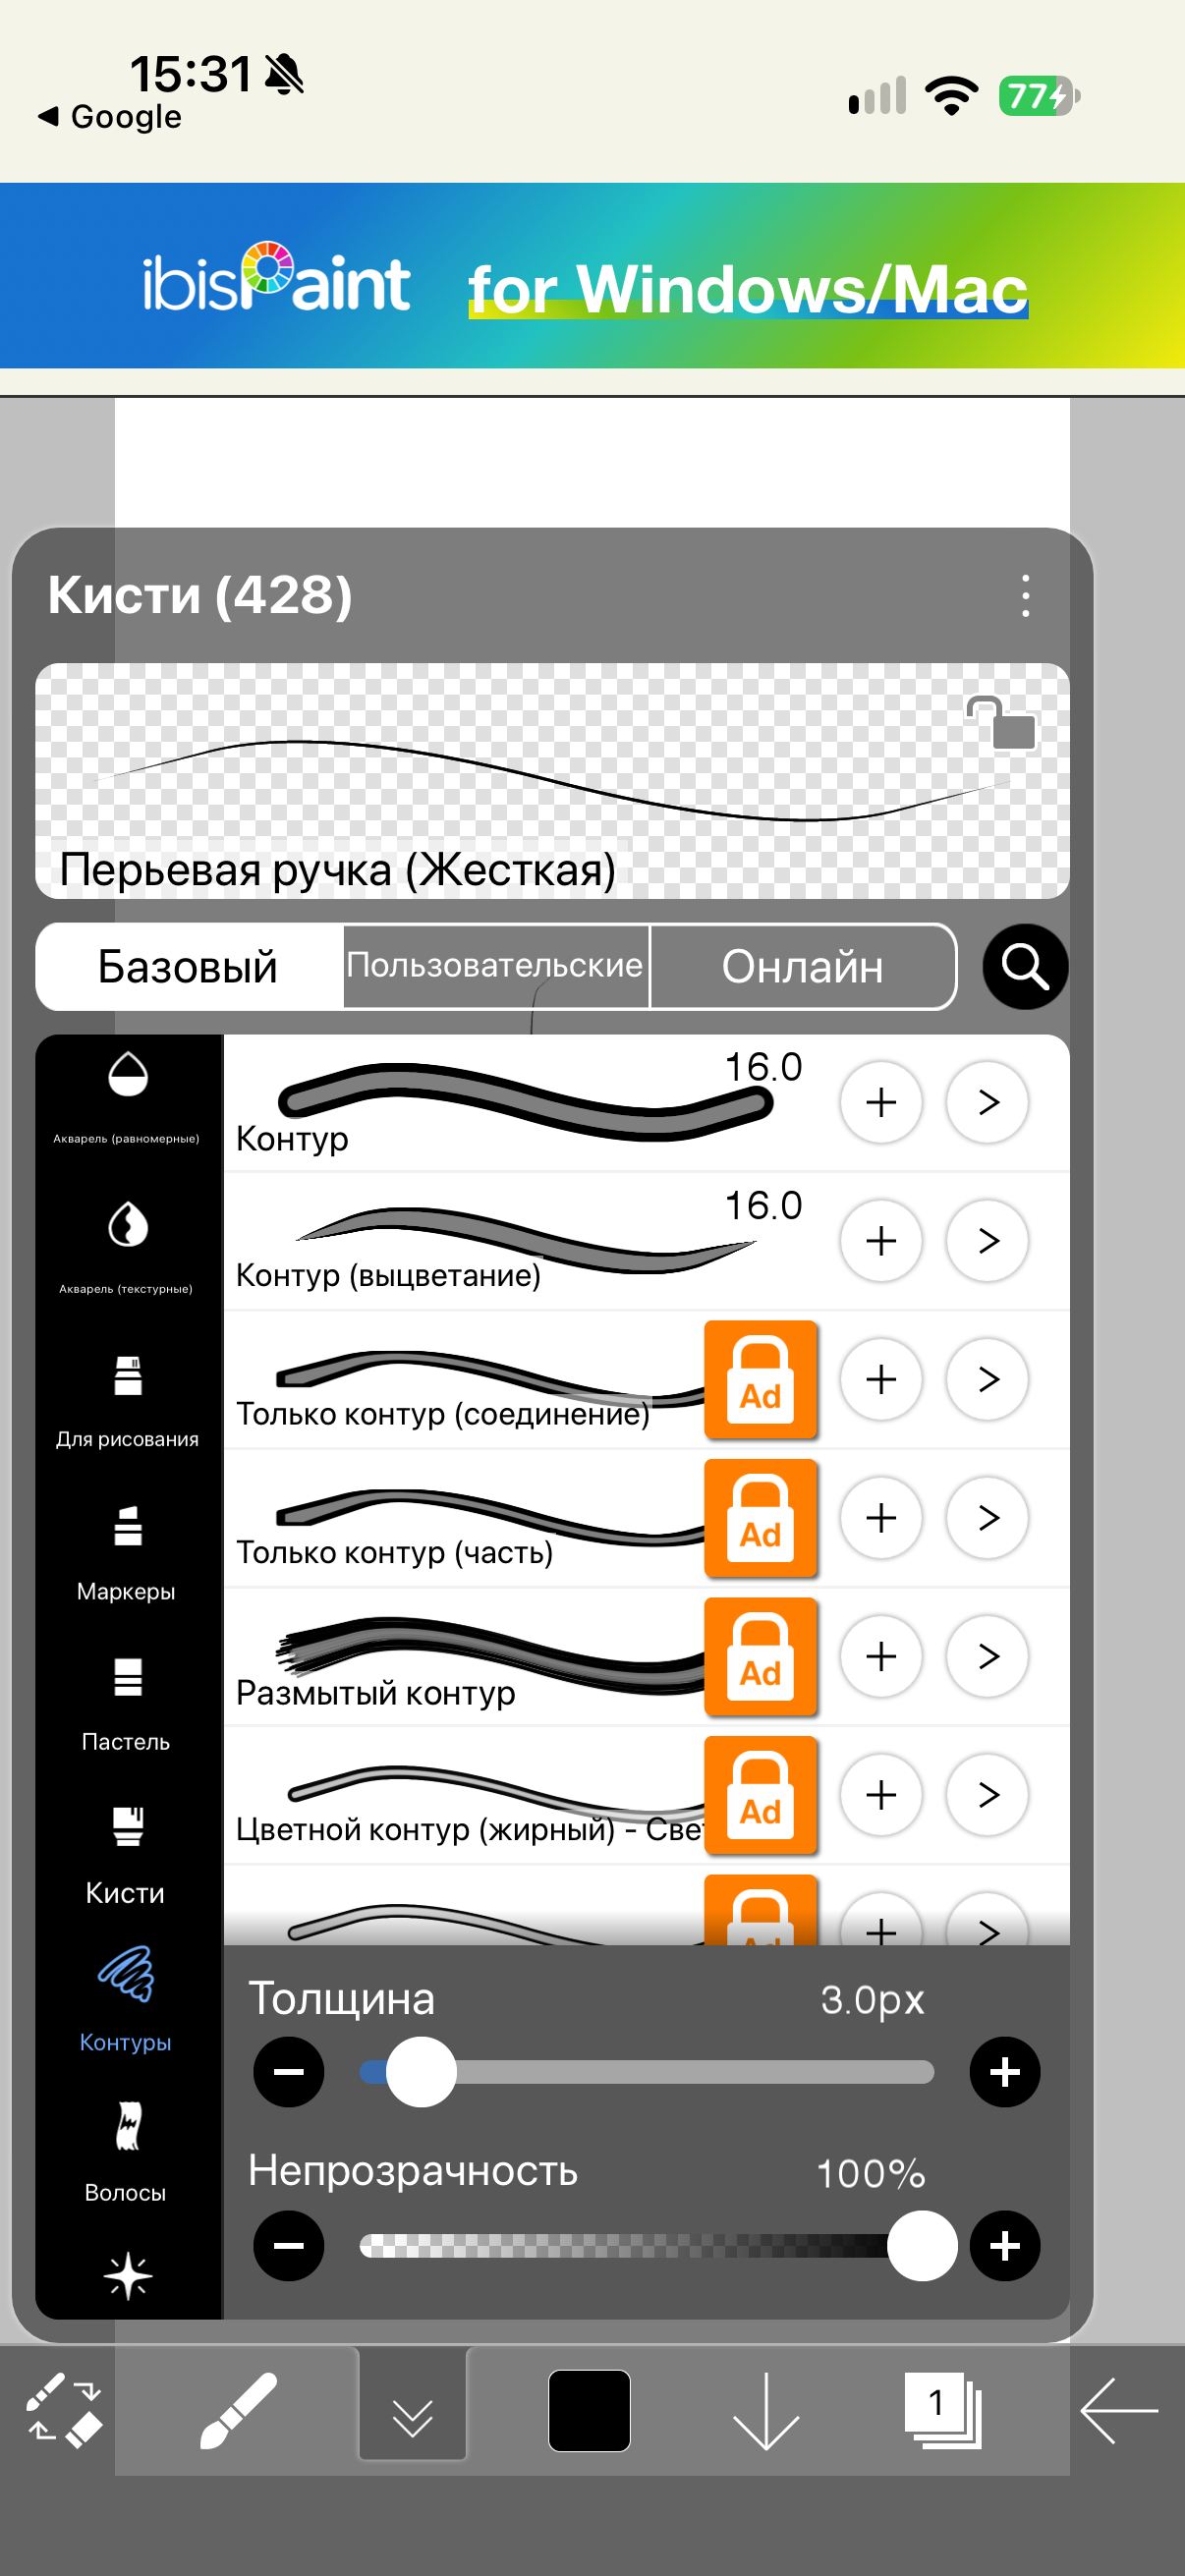 15:31
Google
77
ibisPaint for Windows/Mac
Кисти (428)
Перьевая ручка (Жесткая)
Базовый
Пользовательские
Онлайн
Акварель (равномерные)
Акварель (текстурные)
Для рисования
Маркеры
Пастель
Кисти
Контуры
Волосы
16.0
Контур
16.0
Контур (выцветание)
Только контур (соединение)
Ad
Только контур (часть)
Ad
Размытый контур
Ad
Цветной контур (жирный) - Све
Ad
Ad
Толщина
3.0px
Непрозрачность
100%
1